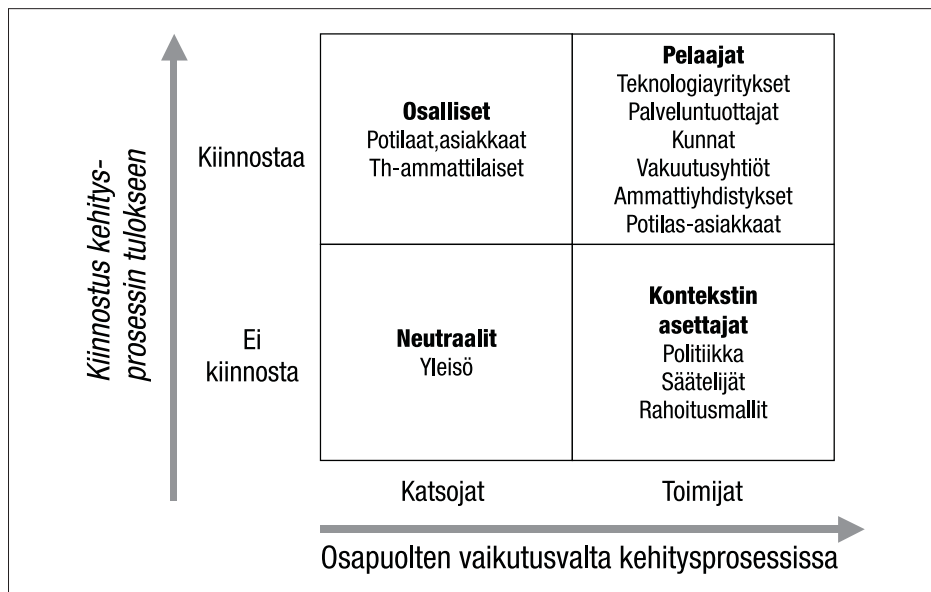 Kiinnostus kehitys-
prosessin tulokseen
Kiinnostaa
Osalliset
Potilaat,asiakkaat
Th-ammattilaiset
Pelaajat
Teknologiayritykset
Palveluntuottajat
Kunnat
Vakuutusyhtiöt
Ammattiyhdistykset
Potilas-asiakkaat
Ei
kiinnosta
Neutraalit
Yleisö
Kontekstin
asettajat
Politiikka
Säätelijät
Rahoitusmallit
Katsojat
Toimijat
Osapuolten vaikutusvalta kehitysprosessissa